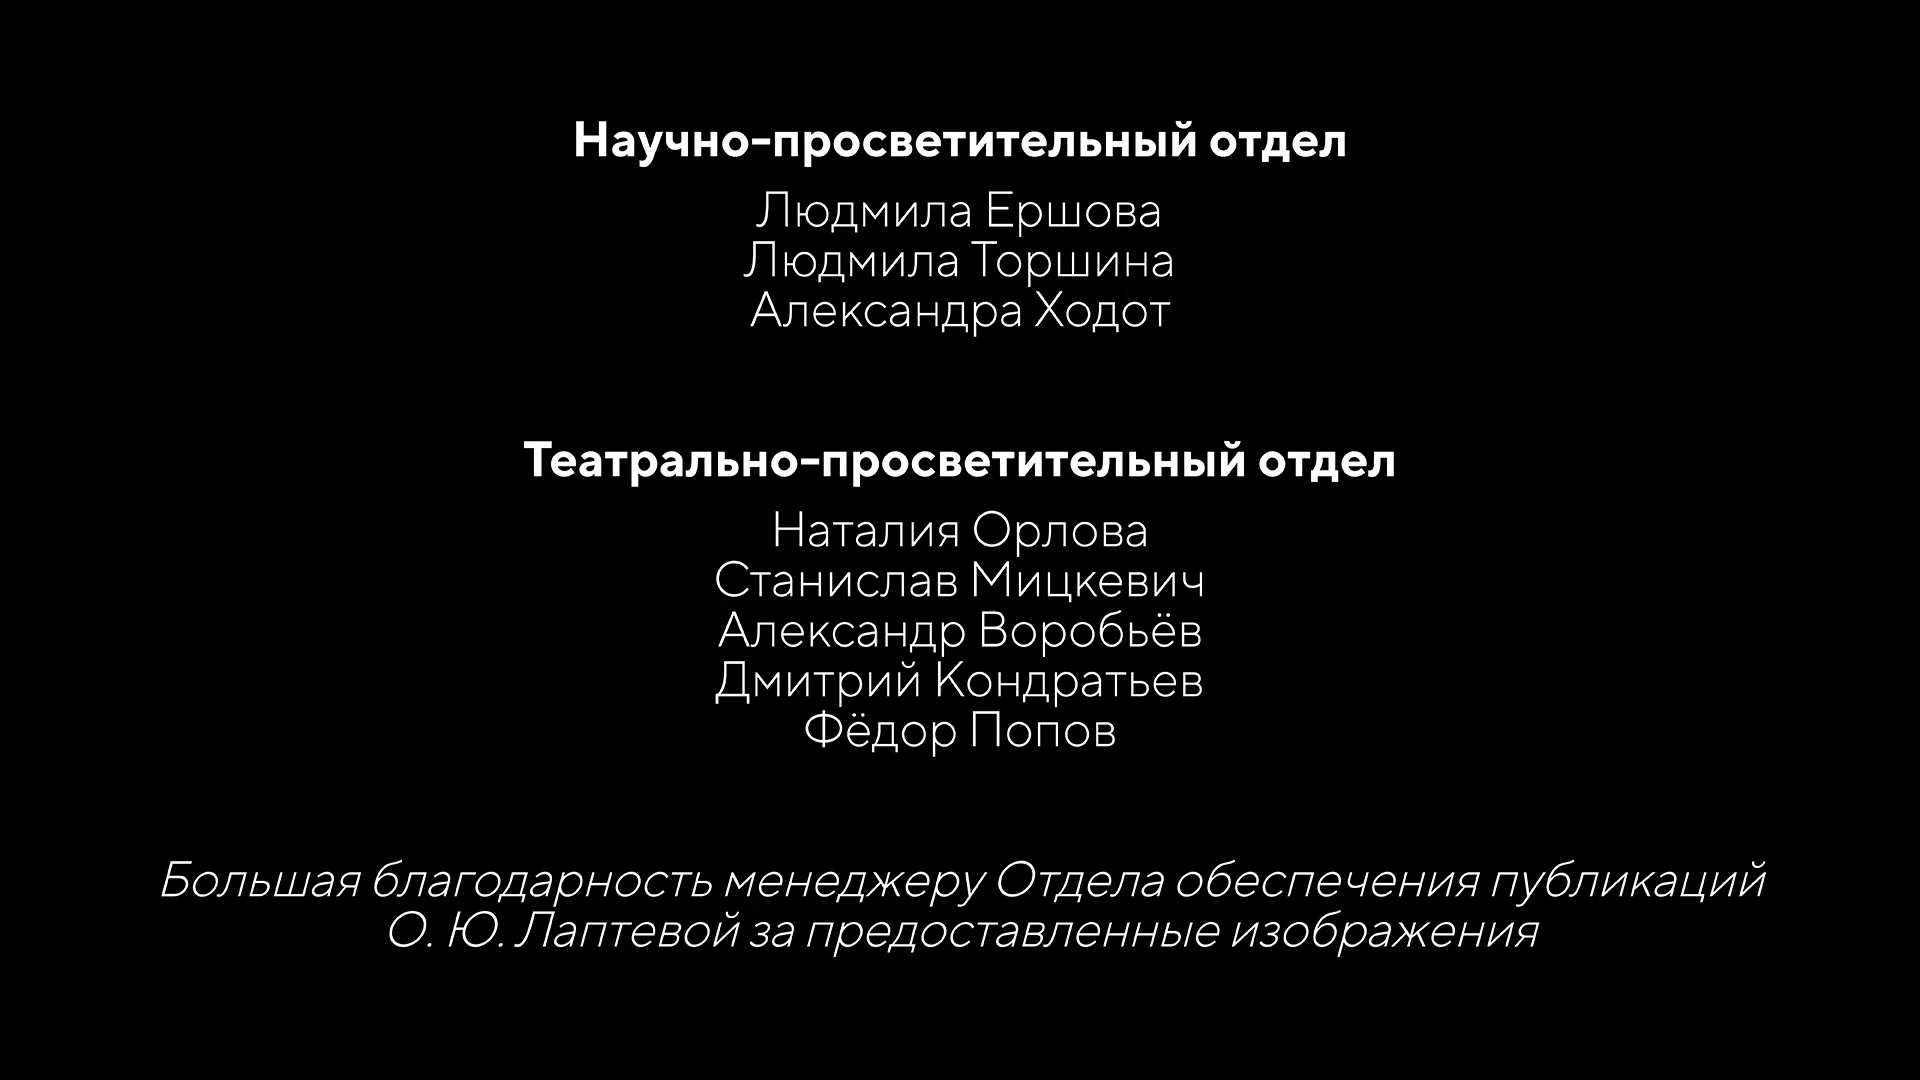 Научно-просветительный отдел
Людмила Ершова
Людмила Торшина
Александра Ходот
Театрально-просветительный отдел
Наталия Орлова
Станислав Мицкевич
Александр Воробьёв
Дмитрий Кондратьев
Фёдор Попов
Большая благодарность менеджеру Отдела обеспечения публикаций
О. Ю. Лаптевой за предоставленные изображения